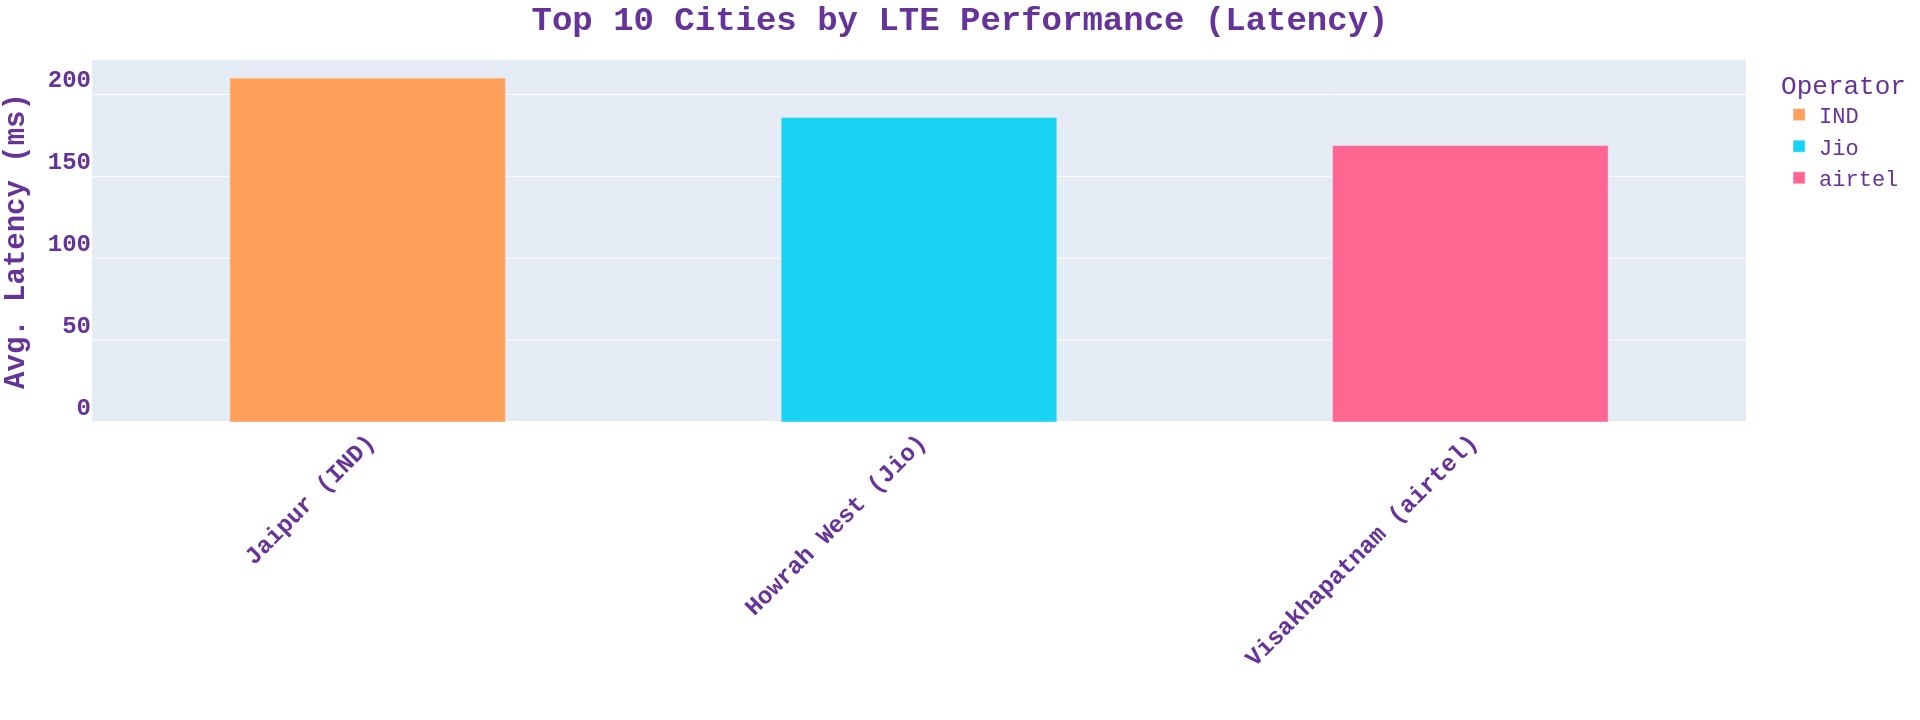 Top 10 Cities by LTE Performance (Latency)
Avg. Latency (ms)
200
150
100
50
0
Jaipur (IND)
Howrah West (Jio)
Visakhapatnam (airtel)
Operator
IND
Jio
airtel